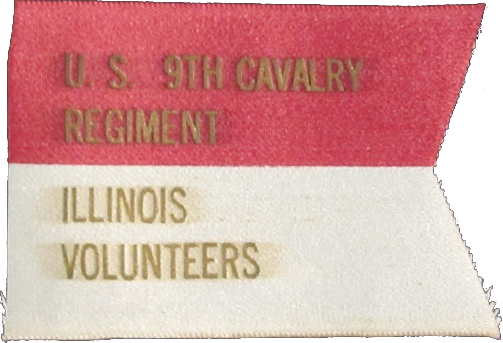 U. S. 9TH CAVALRY
REGIMENT
ILLINOIS
VOLUNTEERS